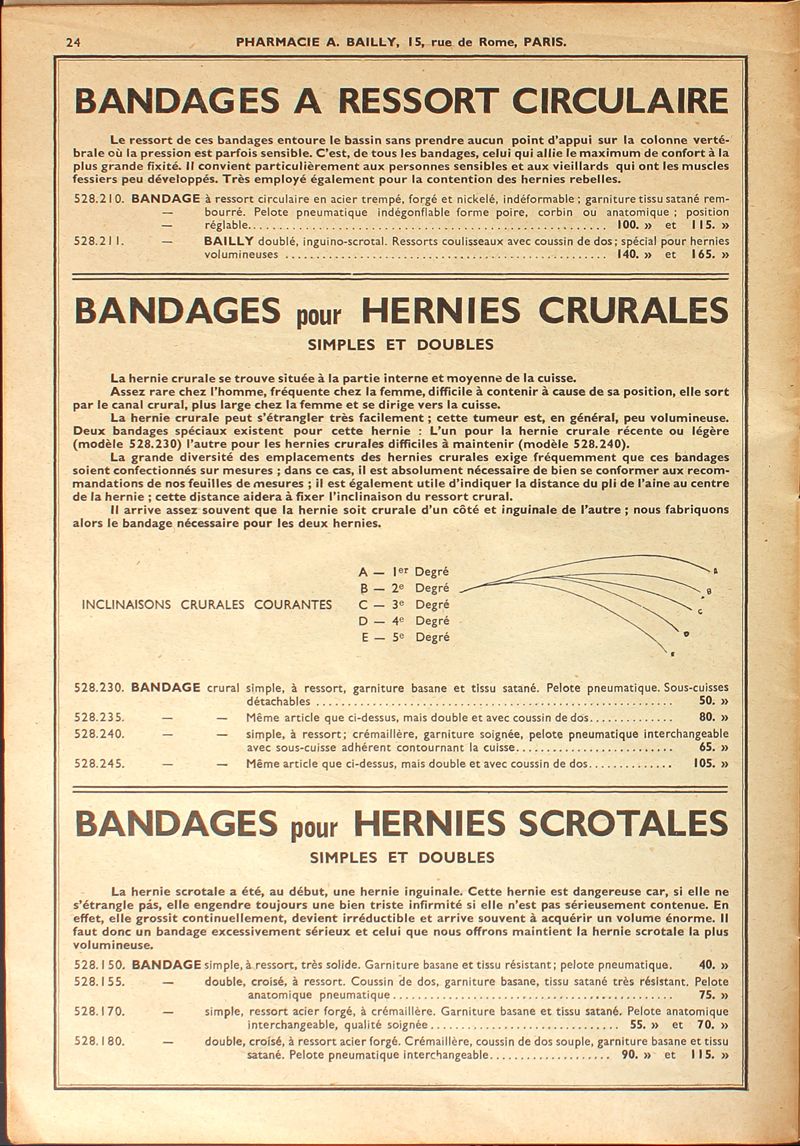 24 PHARMACIE A. BAILLY, 15, rue de Rome, PARIS.
BANDAGES A RESSORT CIRCULAIRE
Le ressort de ces bandages entoure le bassin sans prendre aucun point d'appui sur la colonne verté-
brale où la pression est parfois sensible. C'est, de tous les bandages, celui qui allie le maximum de confort à la
plus grande fixité. Il convient particulièrement aux personnes sensibles et aux vieillards qui ont les muscles
fessiers peu développés. Très employé également pour la contention des hernies rebelles.
528.210. BANDAGE à ressort circulaire en acier trempé, forgé et nickelé, indéformable ; garniture tissu satané rem-
— bourré. Pelote pneumatique indégonflable forme poire, corbin ou anatomique ; position
— réglable........ 100. » et 115. »
528.211. — BAILLY doublé, inguino-scrotal. Ressorts coulisseaux avec coussin de dos ; spécial pour hernies
volumineuses ........ 140. » et 165. »
BANDAGES pour HERNIES CRURALES
SIMPLES ET DOUBLES
La hernie crurale se trouve située à la partie interne et moyenne de la cuisse.
Assez rare chez l'homme, fréquente chez la femme, difficile à contenir à cause de sa position, elle sort
par le canal crural, plus large chez la femme et se dirige vers la cuisse.
La hernie crurale peut s'étrangler très facilement ; cette tumeur est, en général, peu volumineuse.
Deux bandages spéciaux existent pour cette hernie : L'un pour la hernie crurale récente ou légère
(modèle 528.230) l'autre pour les hernies crurales difficiles à maintenir (modèle 528.240).
La grande diversité des emplacements des hernies crurales exige fréquemment que ces bandages
soient confectionnés sur mesures ; dans ce cas, il est absolument nécessaire de bien se conformer aux recom-
mandations de nos feuilles de mesures ; il est également utile d'indiquer la distance du pli de l'aine au centre
de la hernie ; cette distance aidera à fixer l'inclinaison du ressort crural.
Il arrive assez souvent que la hernie soit crurale d'un côté et inguinale de l'autre ; nous fabriquons
alors le bandage nécessaire pour les deux hernies.
INCLINAISONS CRURALES COURANTES
A — 1er Degré
B — 2e Degré
C — 3e Degré
D — 4e Degré
E — 5e Degré
A
B
C
D
E
528.230. BANDAGE crural simple, à ressort, garniture basane et tissu satané. Pelote pneumatique. Sous-cuisses
détachables ........ 50. »
528.235. — — Même article que ci-dessus, mais double et avec coussin de dos........ 80. »
528.240. — — simple, à ressort ; crémaillère, garniture soignée, pelote pneumatique interchangeable
avec sous-cuisse adhérent contournant la cuisse........ 65. »
528.245. — — Même article que ci-dessus, mais double et avec coussin de dos........ 105. »
BANDAGES pour HERNIES SCROTALES
SIMPLES ET DOUBLES
La hernie scrotale a été, au début, une hernie inguinale. Cette hernie est dangereuse car, si elle ne
s'étrangle pas, elle engendre toujours une bien triste infirmité si elle n'est pas sérieusement contenue. En
effet, elle grossit continuellement, devient irréductible et arrive souvent à acquérir un volume énorme. Il
faut donc un bandage excessivement sérieux et celui que nous offrons maintient la hernie scrotale la plus
volumineuse.
528.150. BANDAGE simple, à ressort, très solide. Garniture basane et tissu résistant ; pelote pneumatique. 40. »
528.155. — double, croisé, à ressort. Coussin de dos, garniture basane, tissu satané très résistant. Pelote
anatomique pneumatique........ 75. »
528.170. — simple, ressort acier forgé, à crémaillère. Garniture basane et tissu satané. Pelote anatomique
interchangeable, qualité soignée........ 55. » et 70. »
528.180. — double, croisé, à ressort acier forgé. Crémaillère, coussin de dos souple, garniture basane et tissu
satané. Pelote pneumatique interchangeable........ 90. » et 115. »